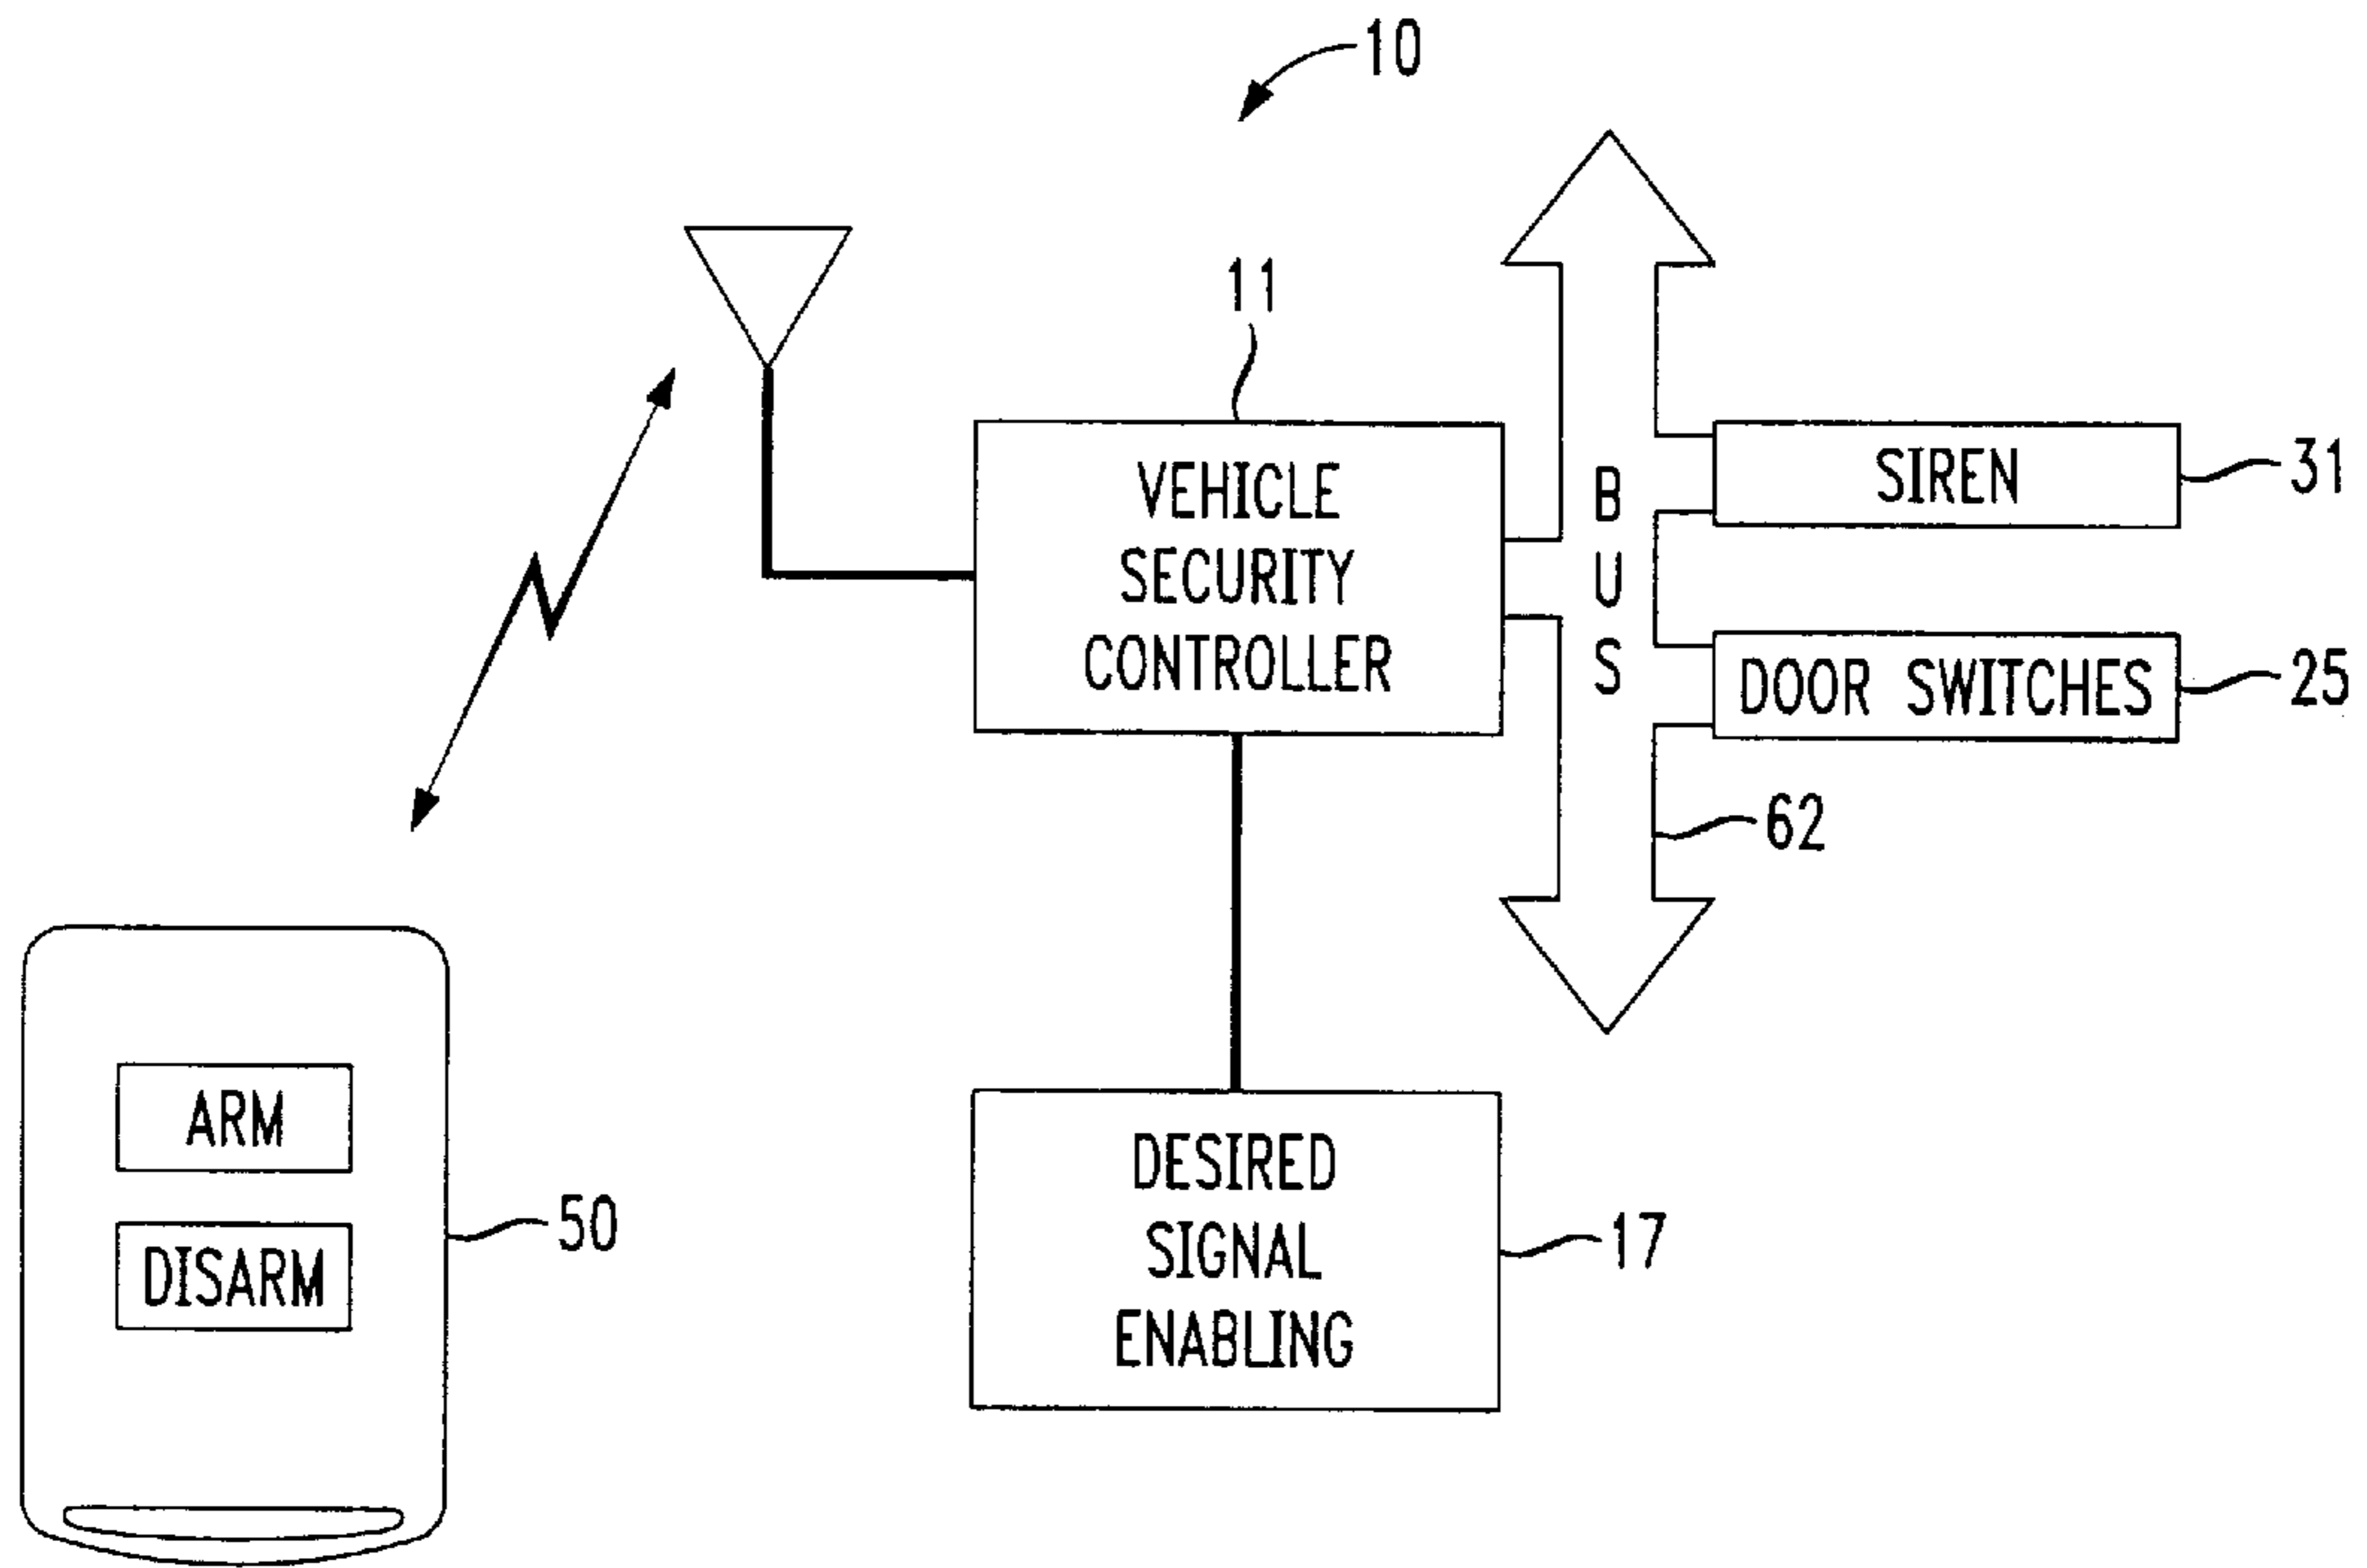 10
11
VEHICLE
SECURITY
CONTROLLER
B
U
S
SIREN
31
DOOR SWITCHES
25
62
ARM
DISARM
50
DESIRED
SIGNAL
ENABLING
17